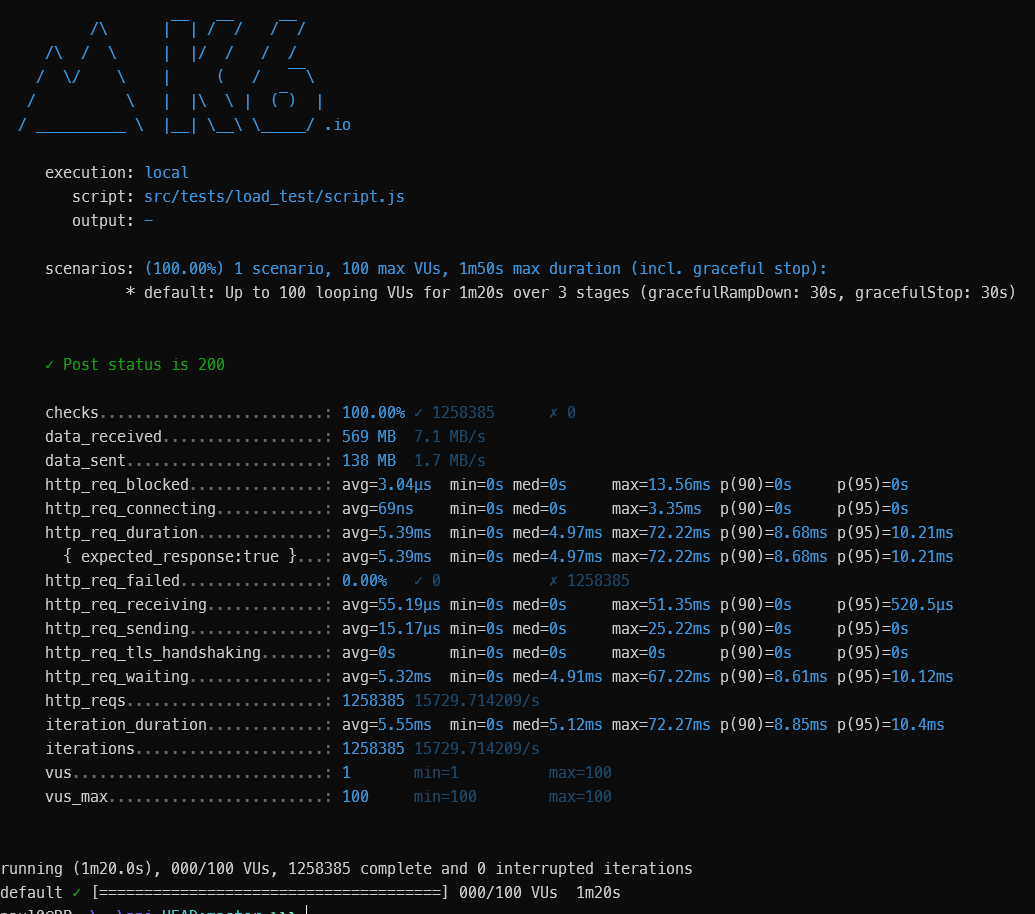 /\      |‾‾| /‾‾/   /‾‾/
     /\  /  \     |  |/  /   /  /
    /  \/    \    |     (   /   ‾‾\
   /          \   |  |\  \ |  (‾)  |
  / __________ \  |__| \__\ \_____/ .io
execution: local
script: src/tests/load_test/script.js
output: -
scenarios: (100.00%) 1 scenario, 100 max VUs, 1m50s max duration (incl. graceful stop):
* default: Up to 100 looping VUs for 1m20s over 3 stages (gracefulRampDown: 30s, gracefulStop: 30s)
✓ Post status is 200
checks.........................: 100.00% ✓ 1258385      ✗ 0
data_received..................: 569 MB  7.1 MB/s
data_sent......................: 138 MB  1.7 MB/s
http_req_blocked...............: avg=3.04µs  min=0s med=0s     max=13.56ms p(90)=0s     p(95)=0s
http_req_connecting............: avg=69ns    min=0s med=0s     max=3.35ms  p(90)=0s     p(95)=0s
http_req_duration..............: avg=5.39ms  min=0s med=4.97ms max=72.22ms p(90)=8.68ms p(95)=10.21ms
{ expected_response:true }...: avg=5.39ms  min=0s med=4.97ms max=72.22ms p(90)=8.68ms p(95)=10.21ms
http_req_failed................: 0.00%   ✓ 0            ✗ 1258385
http_req_receiving.............: avg=55.19µs min=0s med=0s     max=51.35ms p(90)=0s     p(95)=520.5µs
http_req_sending...............: avg=15.17µs min=0s med=0s     max=25.22ms p(90)=0s     p(95)=0s
http_req_tls_handshaking.......: avg=0s      min=0s med=0s     max=0s      p(90)=0s     p(95)=0s
http_req_waiting...............: avg=5.32ms  min=0s med=4.91ms max=67.22ms p(90)=8.61ms p(95)=10.12ms
http_reqs......................: 1258385 15729.714209/s
iteration_duration.............: avg=5.55ms  min=0s med=5.12ms max=72.27ms p(90)=8.85ms p(95)=10.4ms
iterations.....................: 1258385 15729.714209/s
vus............................: 1       min=1          max=100
vus_max........................: 100     min=100        max=100
running (1m20.0s), 000/100 VUs, 1258385 complete and 0 interrupted iterations
default ✓ [======================================] 000/100 VUs  1m20s